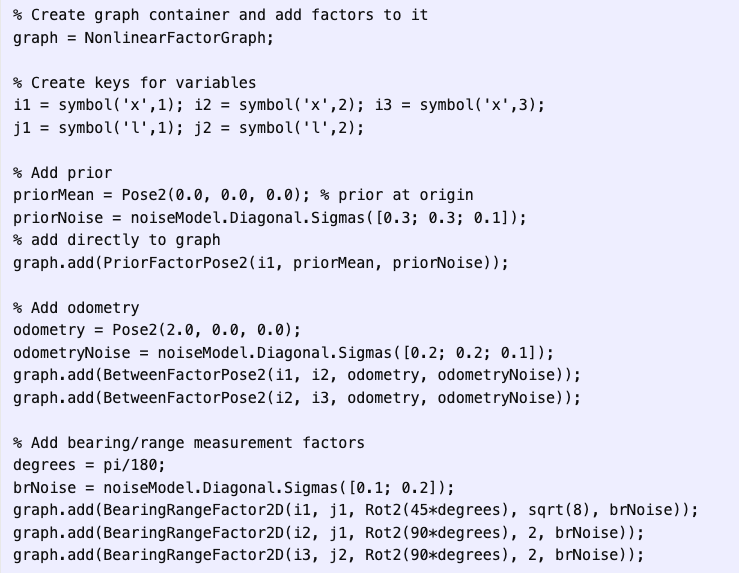 % Create graph container and add factors to it
graph = NonlinearFactorGraph;
% Create keys for variables
i1 = symbol('x',1); i2 = symbol('x',2); i3 = symbol('x',3);
j1 = symbol('l',1); j2 = symbol('l',2);
% Add prior
priorMean = Pose2(0.0, 0.0, 0.0); % prior at origin
priorNoise = noiseModel.Diagonal.Sigmas([0.3; 0.3; 0.1]);
% add directly to graph
graph.add(PriorFactorPose2(i1, priorMean, priorNoise));
% Add odometry
odometry = Pose2(2.0, 0.0, 0.0);
odometryNoise = noiseModel.Diagonal.Sigmas([0.2; 0.2; 0.1]);
graph.add(BetweenFactorPose2(i1, i2, odometry, odometryNoise));
graph.add(BetweenFactorPose2(i2, i3, odometry, odometryNoise));
% Add bearing/range measurement factors
degrees = pi/180;
brNoise = noiseModel.Diagonal.Sigmas([0.1; 0.2]);
graph.add(BearingRangeFactor2D(i1, j1, Rot2(45*degrees), sqrt(8), brNoise));
graph.add(BearingRangeFactor2D(i2, j1, Rot2(90*degrees), 2, brNoise));
graph.add(BearingRangeFactor2D(i3, j2, Rot2(90*degrees), 2, brNoise));